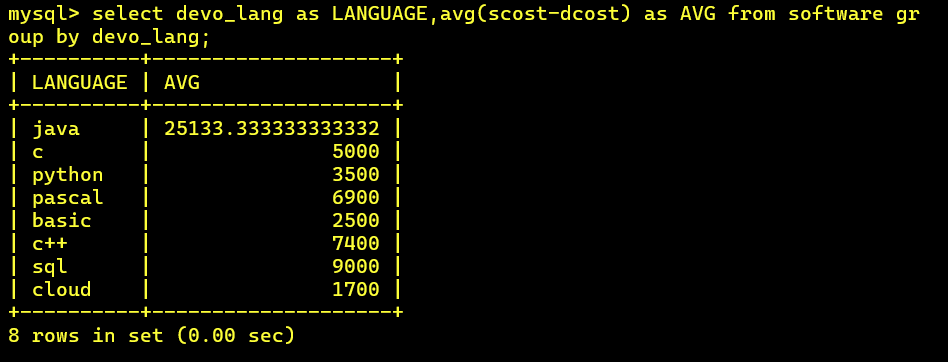 mysql> select devo_lang as LANGUAGE,avg(scost-dcost) as AVG from software gr
oup by devo_lang;
+----------+--------------------+
| LANGUAGE | AVG                |
+----------+--------------------+
| java     | 25133.333333333332 |
| c        |               5000 |
| python   |               3500 |
| pascal   |               6900 |
| basic    |               2500 |
| c++      |               7400 |
| sql      |               9000 |
| cloud    |               1700 |
+----------+--------------------+
8 rows in set (0.00 sec)